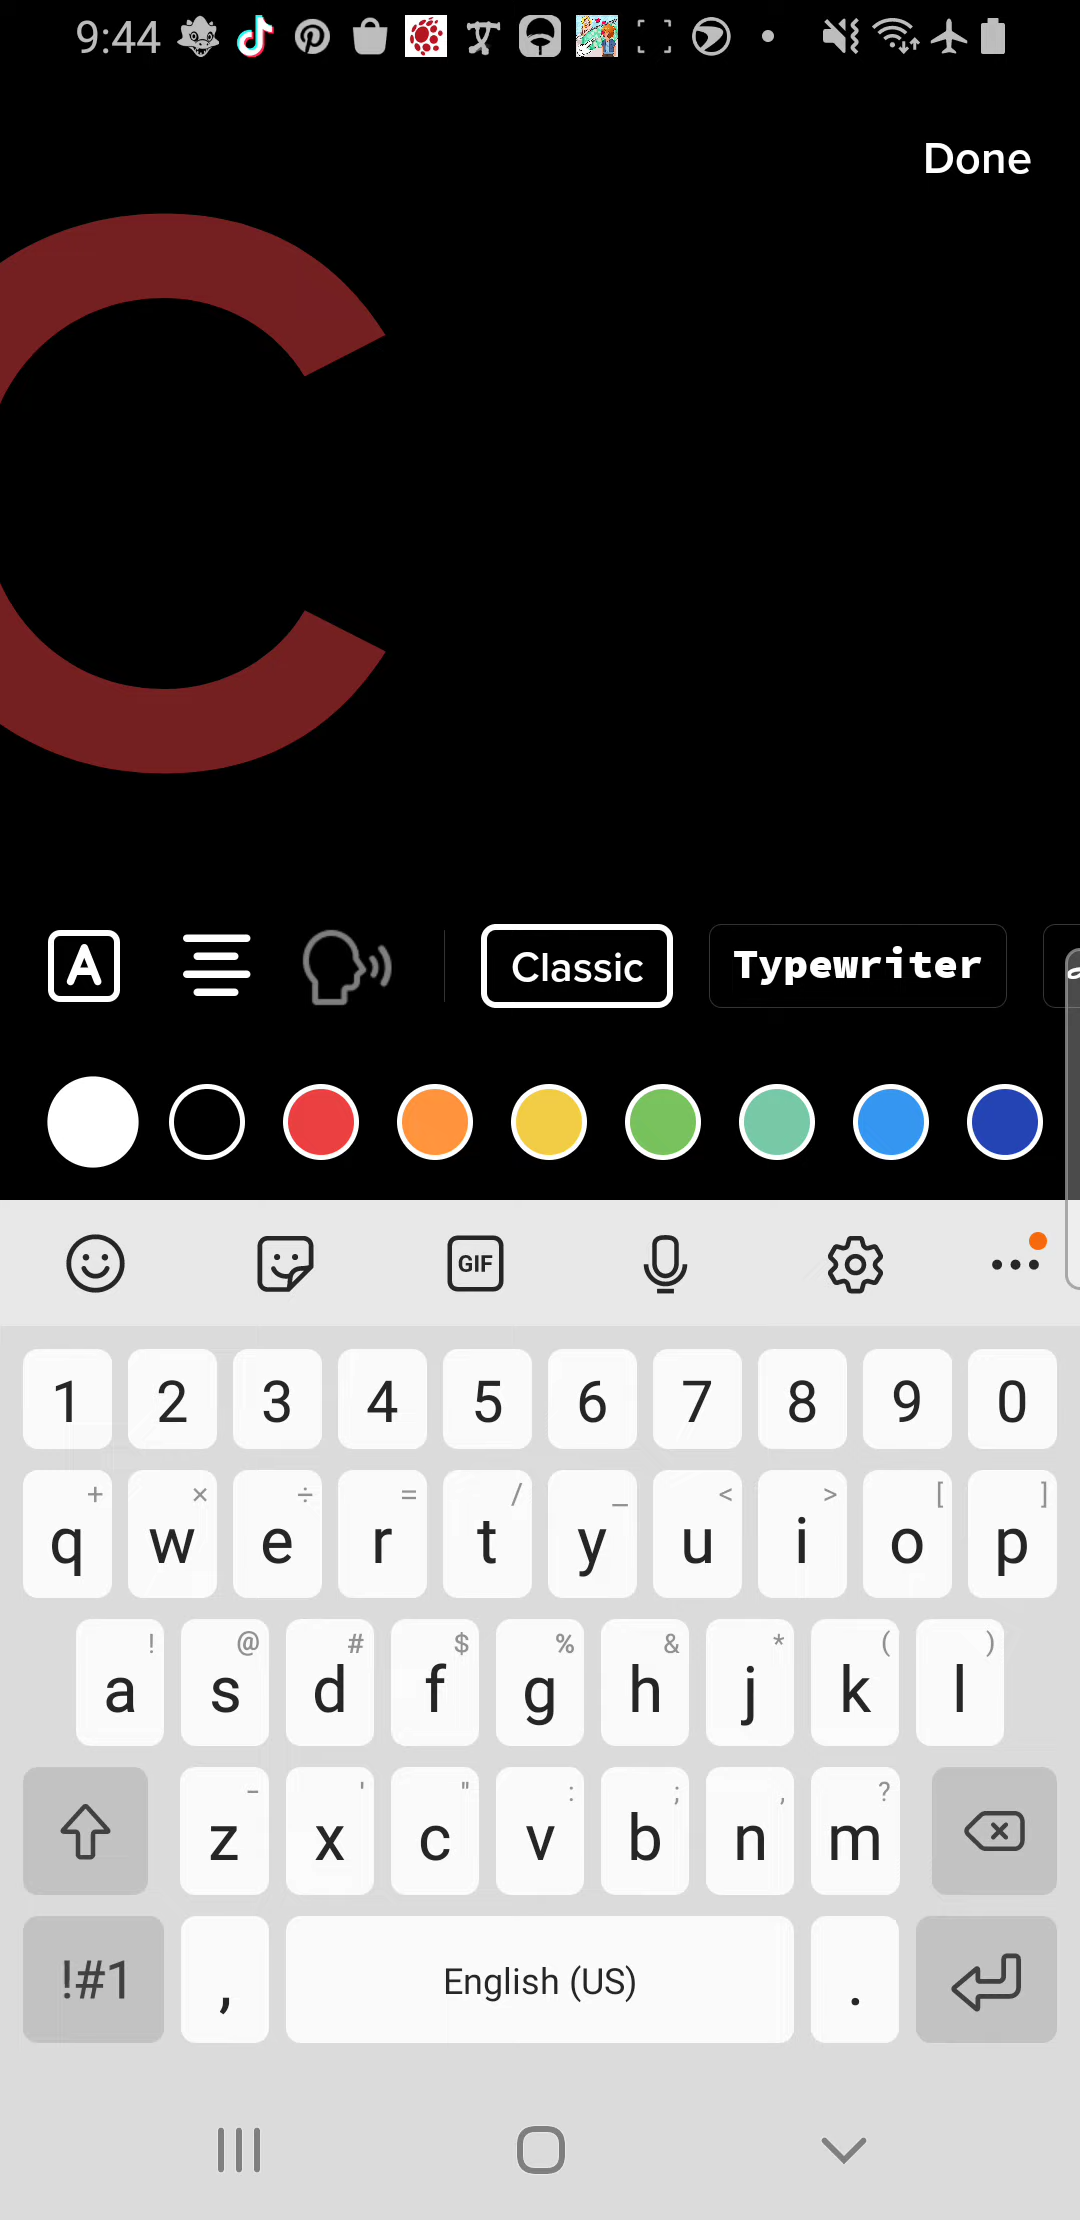 9:44
Done
C
A
Classic Typewriter
GIF
1 2 3 4 5 6 7 8 9 0
+ × ÷ = / _ < > [ ]
q w e r t y u i o p
! @ # $ % & * ( )
a s d f g h j k l
- ' " : ; , ?
z x c v b n m
!#1 , English (US) .